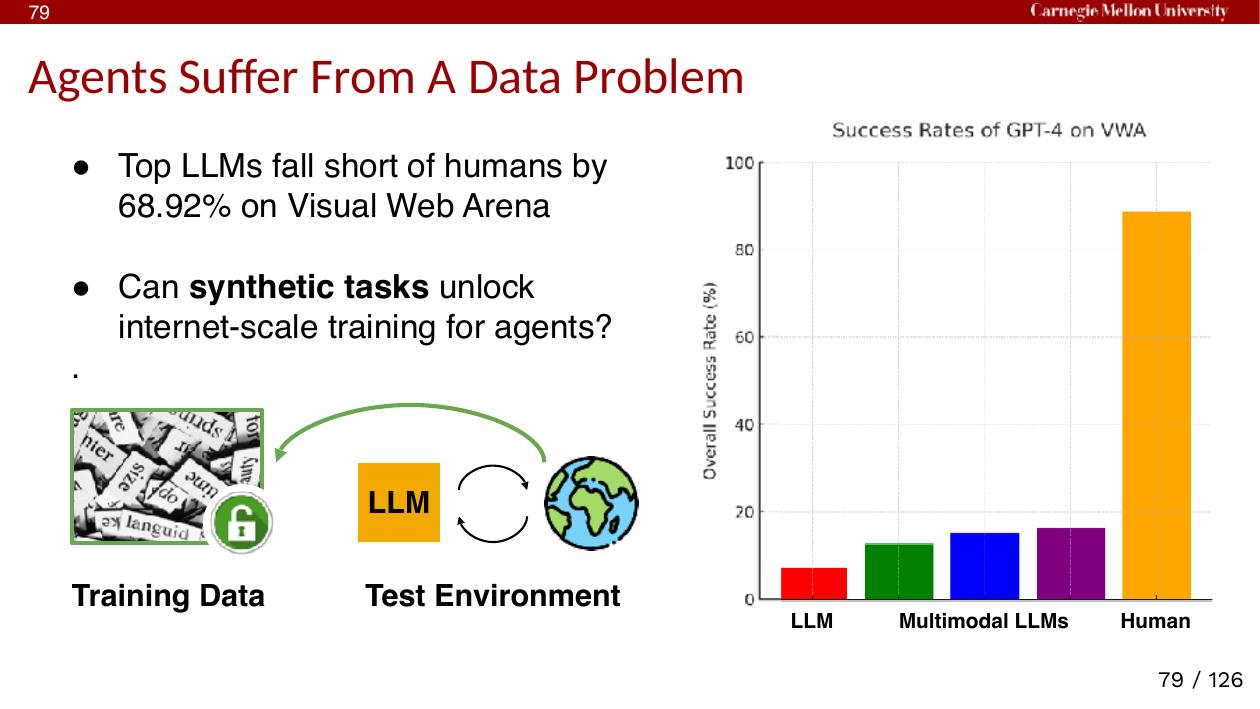 79
Carnegie Mellon University
Agents Suffer From A Data Problem
● Top LLMs fall short of humans by
68.92% on Visual Web Arena
● Can synthetic tasks unlock
internet-scale training for agents?
.
languid
size
do
LLM
Training Data
Test Environment
Success Rates of GPT-4 on VWA
Overall Success Rate (%)
100
80
60
40
20
0
LLM
Multimodal LLMs
Human
79 / 126